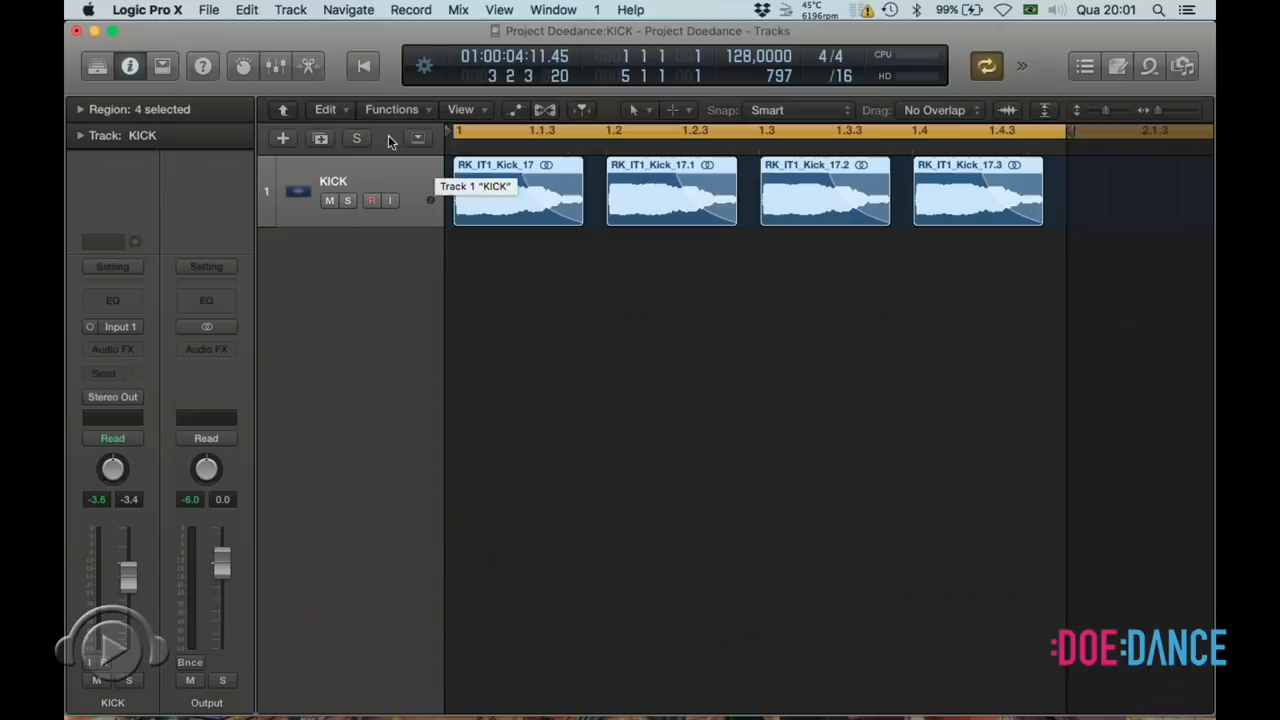 Logic Pro X File Edit Track Navigate Record Mix View Window 1 Help 45°C 6196rpm 99% Qua 20:01
Project Doedance:KICK - Project Doedance - Tracks
01:00:04:11.45 1 1 1 1 128,0000 4/4 CPU
3 2 3 20 5 1 1 1 797 /16 HD
Region: 4 selected Edit Functions View Snap: Smart Drag: No Overlap
Track: KICK S 1 1.1.3 1.2 1.2.3 1.3 1.3.3 1.4 1.4.3 2.1.3
RK_IT1_Kick_17 RK_IT1_Kick_17.1 RK_IT1_Kick_17.2 RK_IT1_Kick_17.3
1 KICK Track 1 “KICK”
M S R I
Setting Setting
EQ EQ
Input 1
Audio FX Audio FX
Send
Stereo Out
Read Read
-3.6 -3.4 -6.0 0.0
:DOE:DANCE
I R Bnce
M S M S
KICK Output